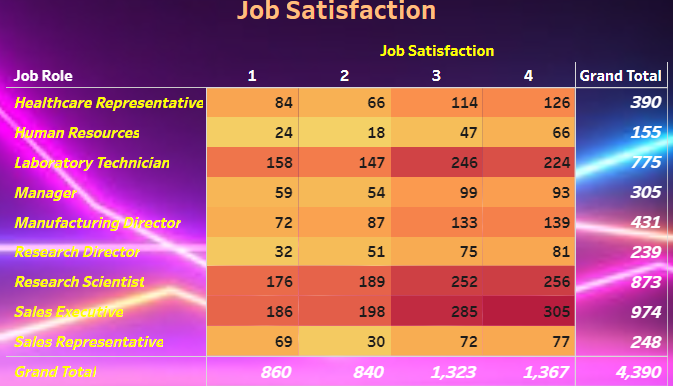 Job Satisfaction
Job Satisfaction
Job Role 1 2 3 4 Grand Total
Healthcare Representative 84 66 114 126 390
Human Resources 24 18 47 66 155
Laboratory Technician 158 147 246 224 775
Manager 59 54 99 93 305
Manufacturing Director 72 87 133 139 431
Research Director 32 51 75 81 239
Research Scientist 176 189 252 256 873
Sales Executive 186 198 285 305 974
Sales Representative 69 30 72 77 248
Grand Total 860 840 1,323 1,367 4,390